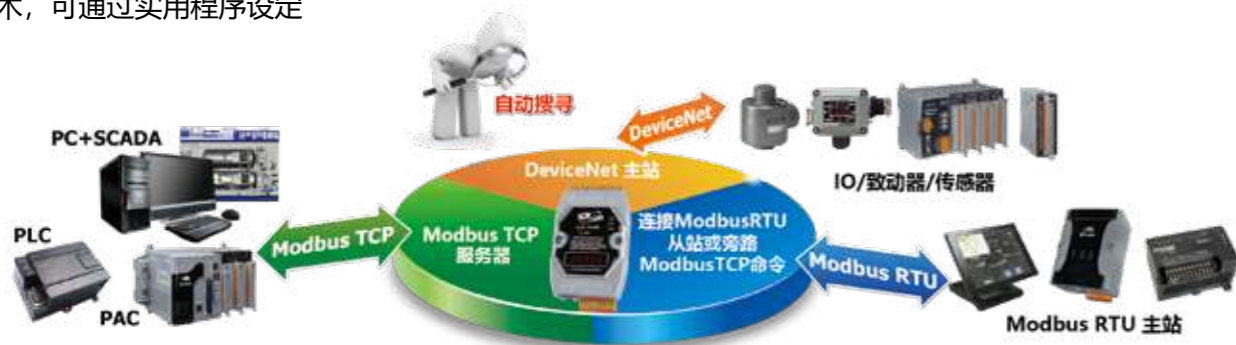 术，可通过实用程序设定
自动搜寻
DeviceNet
PC+SCADA
DeviceNet 主站
IO/致动器/传感器
PLC
Modbus TCP
Modbus TCP
服务器
连接ModbusRTU
从站或旁路
ModbusTCP命令
Modbus RTU
PAC
Modbus RTU 主站